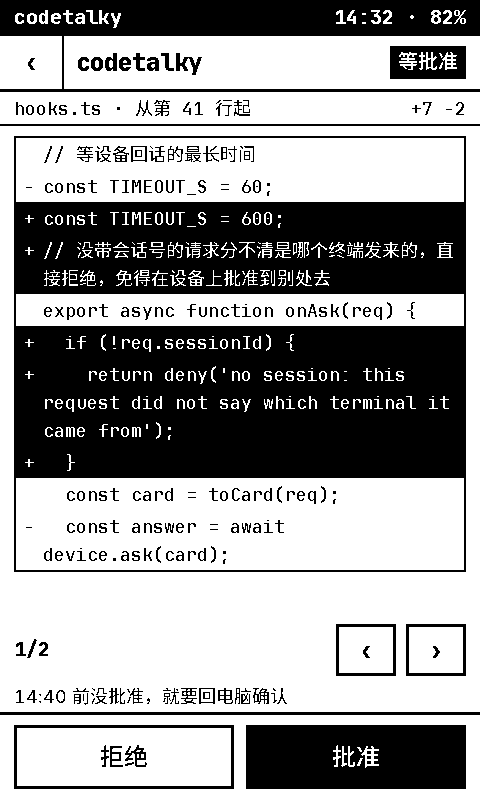 codetalky 14:32 · 82%
‹ codetalky 等批准
hooks.ts · 从第 41 行起 +7 -2
// 等设备回话的最长时间
- const TIMEOUT_S = 60;
+ const TIMEOUT_S = 600;
+ // 没带会话号的请求分不清是哪个终端发来的，直
接拒绝，免得在设备上批准到别处去
export async function onAsk(req) {
+   if (!req.sessionId) {
+     return deny('no session: this
request did not say which terminal it
came from');
+   }
  const card = toCard(req);
-   const answer = await
device.ask(card);
1/2 ‹ ›
14:40 前没批准，就要回电脑确认
拒绝 批准